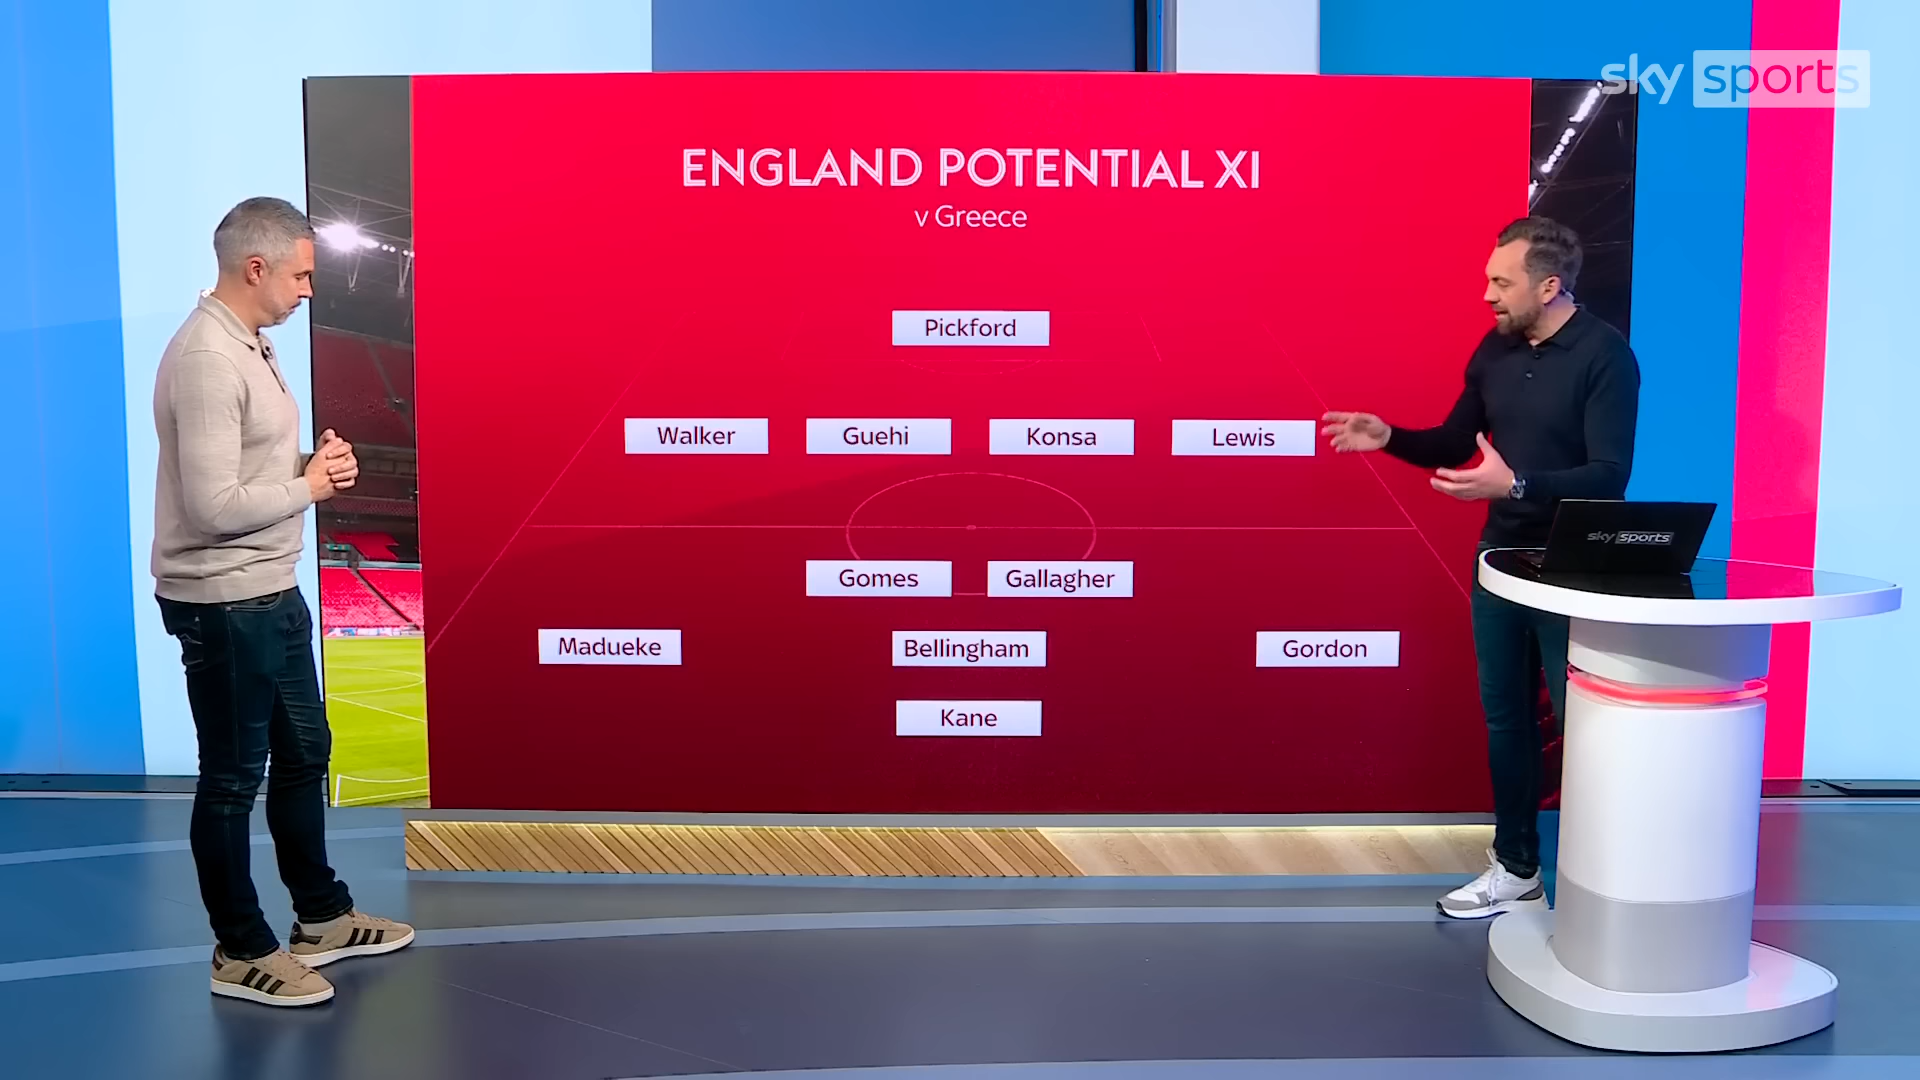 sky sports
ENGLAND POTENTIAL XI
v Greece
Pickford
Walker Guehi Konsa Lewis
Gomes Gallagher
Madueke Bellingham Gordon
Kane
sky sports